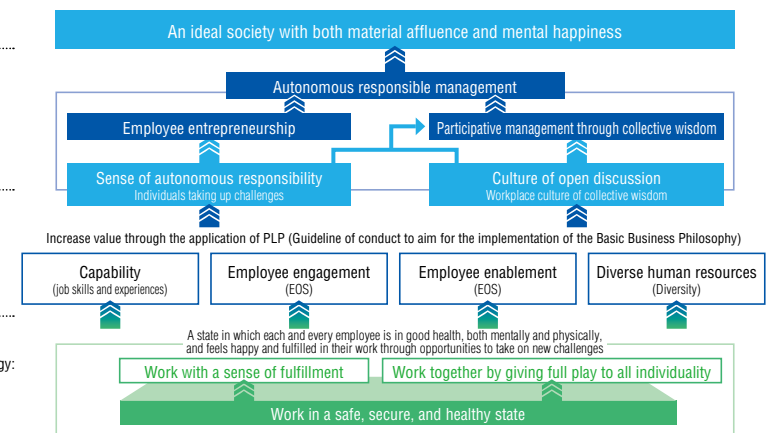 An ideal society with both material affluence and mental happiness
Autonomous responsible management
Employee entrepreneurship
Participative management through collective wisdom
Sense of autonomous responsibility
Individuals taking up challenges
Culture of open discussion
Workplace culture of collective wisdom
Increase value through the application of PLP (Guideline of conduct to aim for the implementation of the Basic Business Philosophy)
Capability
(job skills and experiences)
Employee engagement
(EOS)
Employee enablement
(EOS)
Diverse human resources
(Diversity)
A state in which each and every employee is in good health, both mentally and physically,
and feels happy and fulfilled in their work through opportunities to take on new challenges
gy:
Work with a sense of fulfillment
Work together by giving full play to all individuality
Work in a safe, secure, and healthy state